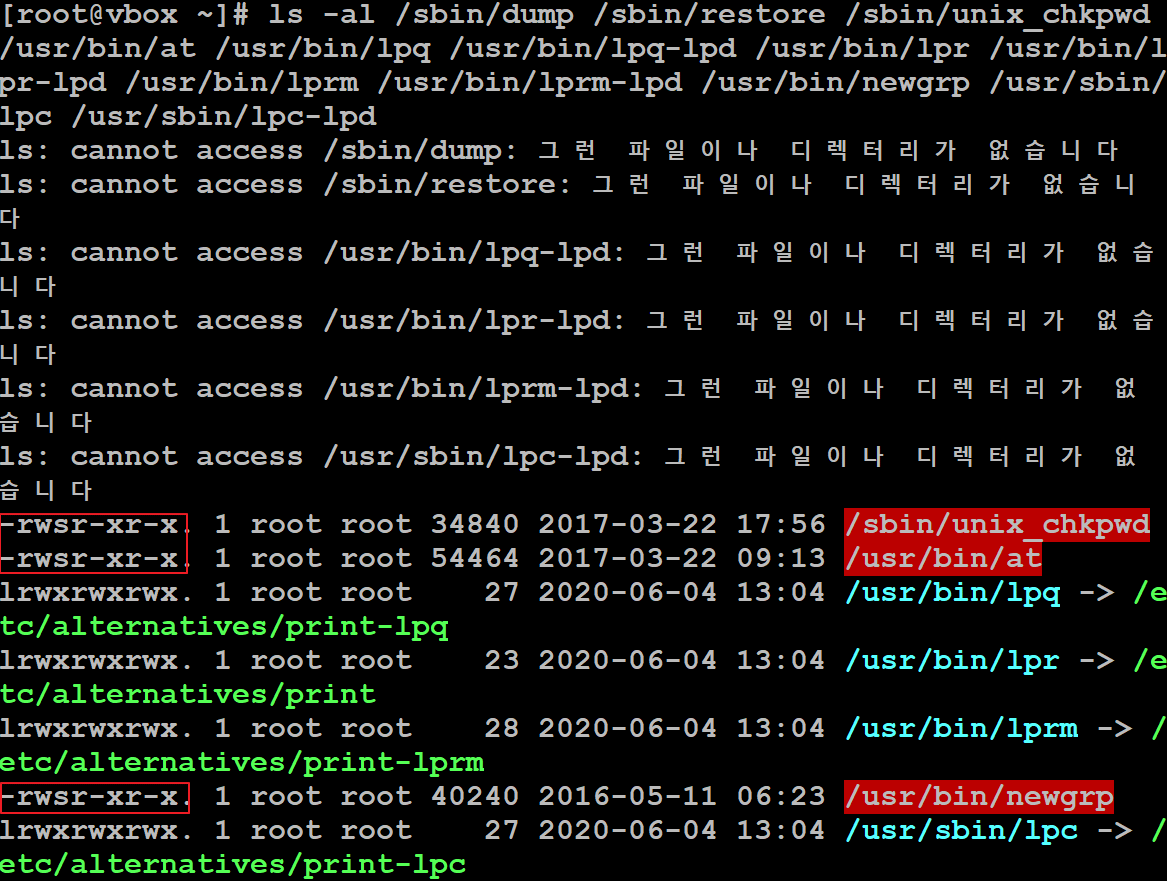 [root@vbox ~]# ls -al /sbin/dump /sbin/restore /sbin/unix_chkpwd
/usr/bin/at /usr/bin/lpq /usr/bin/lpq-lpd /usr/bin/lpr /usr/bin/l
pr-lpd /usr/bin/lprm /usr/bin/lprm-lpd /usr/bin/newgrp /usr/sbin/
lpc /usr/sbin/lpc-lpd
ls: cannot access /sbin/dump: 그런 파일이나 디렉터리가 없습니다
ls: cannot access /sbin/restore: 그런 파일이나 디렉터리가 없습니
다
ls: cannot access /usr/bin/lpq-lpd: 그런 파일이나 디렉터리가 없습
니다
ls: cannot access /usr/bin/lpr-lpd: 그런 파일이나 디렉터리가 없습
니다
ls: cannot access /usr/bin/lprm-lpd: 그런 파일이나 디렉터리가 없
습니다
ls: cannot access /usr/sbin/lpc-lpd: 그런 파일이나 디렉터리가 없
습니다
-rwsr-xr-x. 1 root root 34840 2017-03-22 17:56 /sbin/unix_chkpwd
-rwsr-xr-x. 1 root root 54464 2017-03-22 09:13 /usr/bin/at
lrwxrwxrwx. 1 root root    27 2020-06-04 13:04 /usr/bin/lpq -> /e
tc/alternatives/print-lpq
lrwxrwxrwx. 1 root root    23 2020-06-04 13:04 /usr/bin/lpr -> /e
tc/alternatives/print
lrwxrwxrwx. 1 root root    28 2020-06-04 13:04 /usr/bin/lprm -> /
etc/alternatives/print-lprm
-rwsr-xr-x. 1 root root 40240 2016-05-11 06:23 /usr/bin/newgrp
lrwxrwxrwx. 1 root root    27 2020-06-04 13:04 /usr/sbin/lpc -> /
etc/alternatives/print-lpc